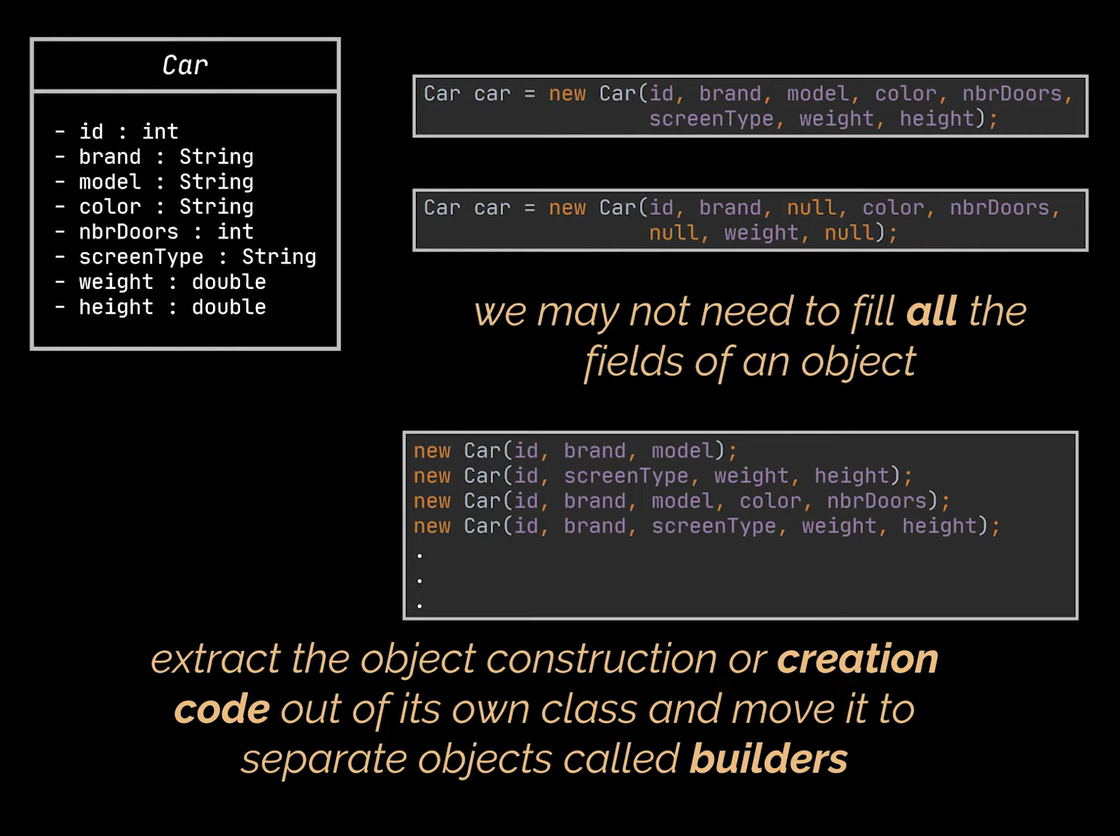 Car
- id : int
- brand : String
- model : String
- color : String
- nbrDoors : int
- screenType : String
- weight : double
- height : double
Car car = new Car(id, brand, model, color, nbrDoors,
screenType, weight, height);
Car car = new Car(id, brand, null, color, nbrDoors,
null, weight, null);
we may not need to fill all the
fields of an object
new Car(id, brand, model);
new Car(id, screenType, weight, height);
new Car(id, brand, model, color, nbrDoors);
new Car(id, brand, screenType, weight, height);
.
.
.
extract the object construction or creation
code out of its own class and move it to
separate objects called builders